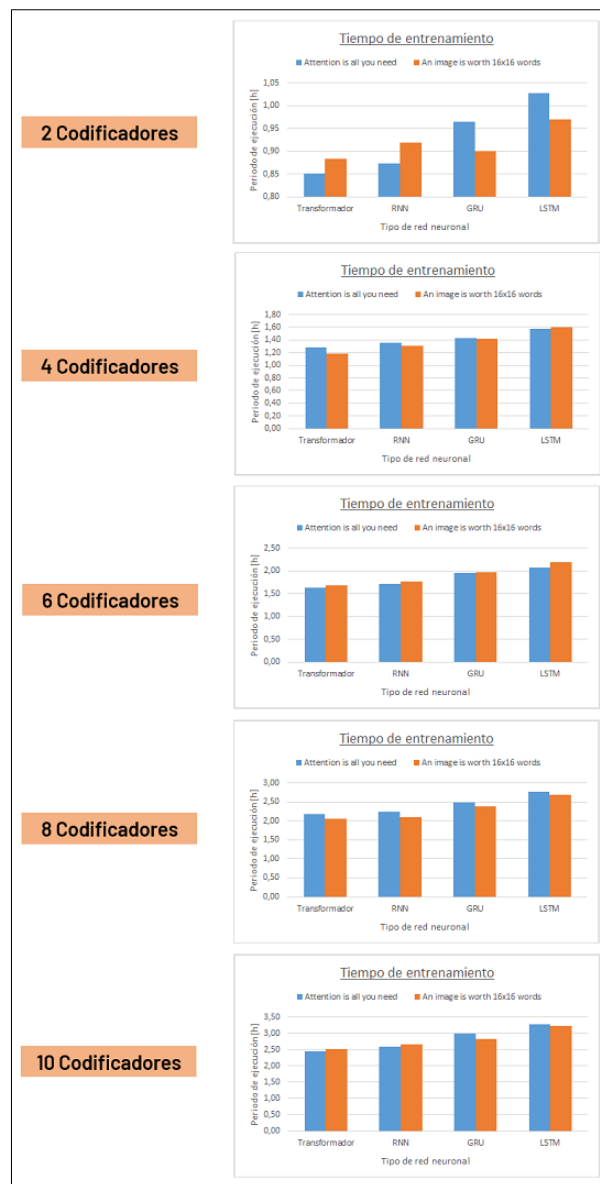 2 Codificadores
Tiempo de entrenamiento
Attention is all you need An image is worth 16x16 words
Periodo de ejecución [h]
1,05
1,00
0,95
0,90
0,85
0,80
Transformador RNN GRU LSTM
Tipo de red neuronal
4 Codificadores
Tiempo de entrenamiento
Attention is all you need An image is worth 16x16 words
Periodo de ejecución [h]
1,80
1,60
1,40
1,20
1,00
0,80
0,60
0,40
0,20
0,00
Transformador RNN GRU LSTM
Tipo de red neuronal
6 Codificadores
Tiempo de entrenamiento
Attention is all you need An image is worth 16x16 words
Periodo de ejecución [h]
2,50
2,00
1,50
1,00
0,50
0,00
Transformador RNN GRU LSTM
Tipo de red neuronal
8 Codificadores
Tiempo de entrenamiento
Attention is all you need An image is worth 16x16 words
Periodo de ejecución [h]
3,00
2,50
2,00
1,50
1,00
0,50
0,00
Transformador RNN GRU LSTM
Tipo de red neuronal
10 Codificadores
Tiempo de entrenamiento
Attention is all you need An image is worth 16x16 words
Periodo de ejecución [h]
3,50
3,00
2,50
2,00
1,50
1,00
0,50
0,00
Transformador RNN GRU LSTM
Tipo de red neuronal